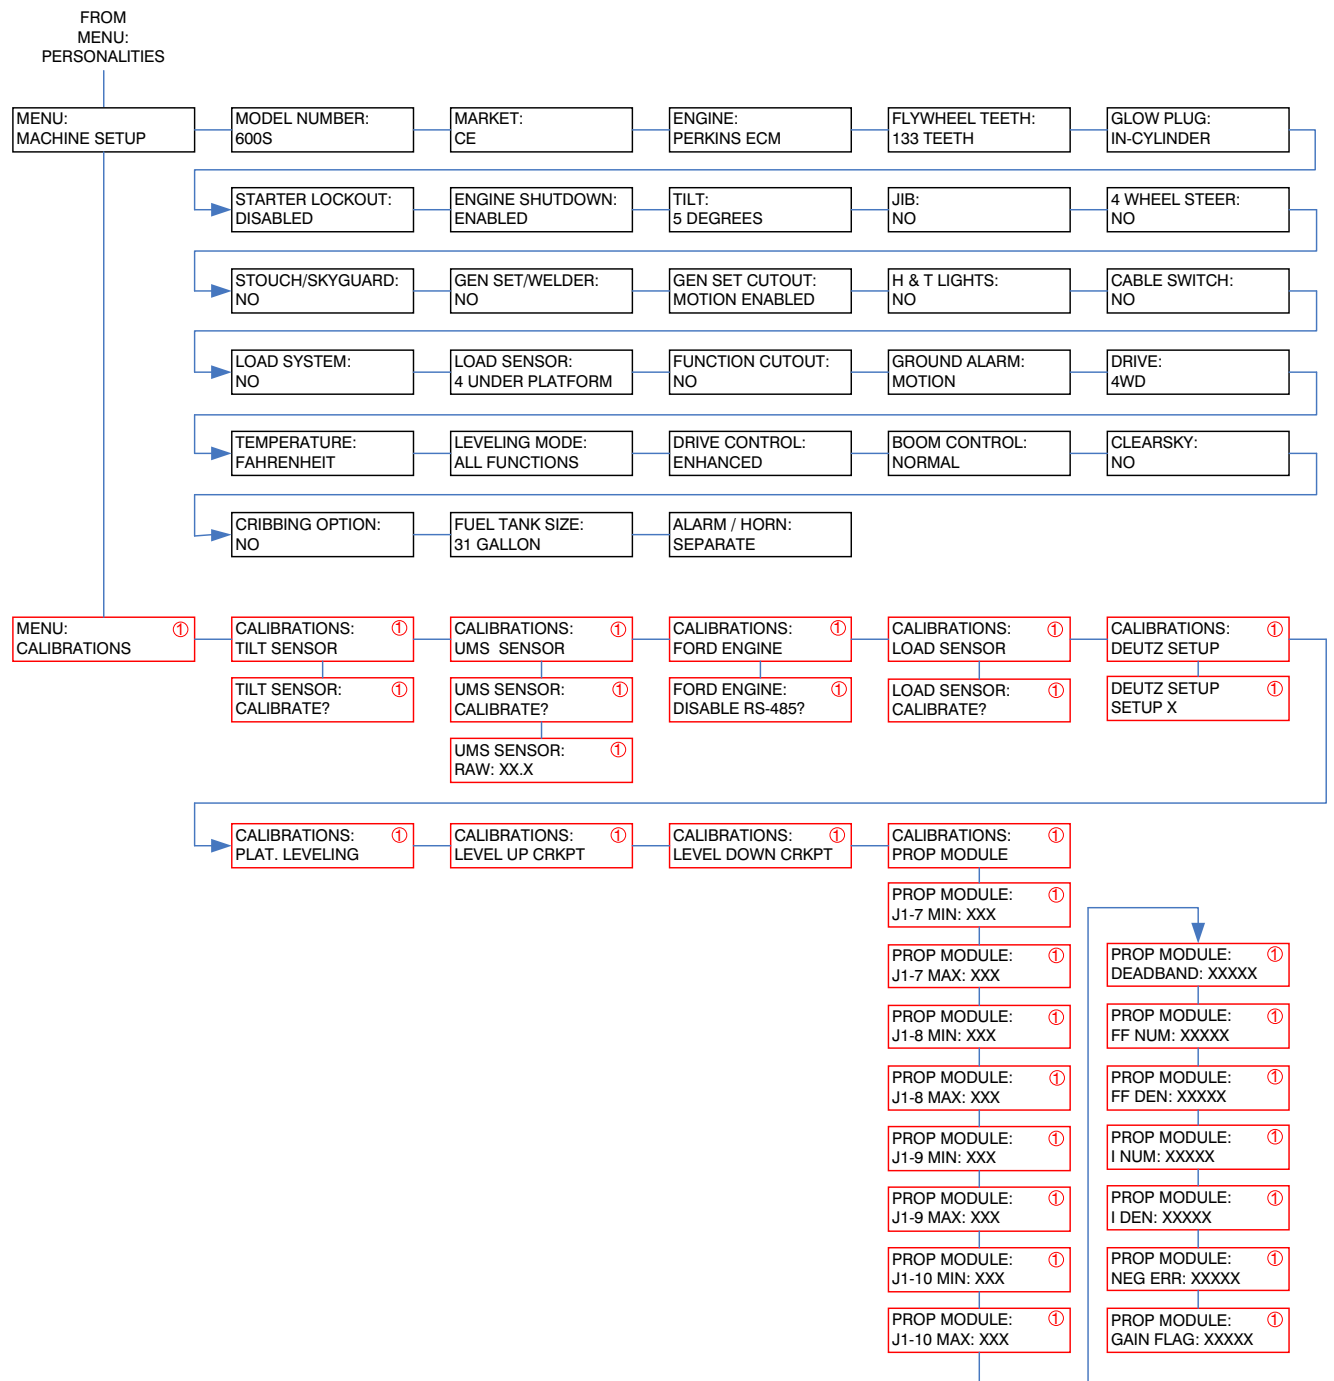 FROM
MENU:
PERSONALITIES
MENU:
MACHINE SETUP
MODEL NUMBER:
600S
MARKET:
CE
ENGINE:
PERKINS ECM
FLYWHEEL TEETH:
133 TEETH
GLOW PLUG:
IN-CYLINDER
STARTER LOCKOUT:
DISABLED
ENGINE SHUTDOWN:
ENABLED
TILT:
5 DEGREES
JIB:
NO
4 WHEEL STEER:
NO
STOUCH/SKYGUARD:
NO
GEN SET/WELDER:
NO
GEN SET CUTOUT:
MOTION ENABLED
H & T LIGHTS:
NO
CABLE SWITCH:
NO
LOAD SYSTEM:
NO
LOAD SENSOR:
4 UNDER PLATFORM
FUNCTION CUTOUT:
NO
GROUND ALARM:
MOTION
DRIVE:
4WD
TEMPERATURE:
FAHRENHEIT
LEVELING MODE:
ALL FUNCTIONS
DRIVE CONTROL:
ENHANCED
BOOM CONTROL:
NORMAL
CLEARSKY:
NO
CRIBBING OPTION:
NO
FUEL TANK SIZE:
31 GALLON
ALARM / HORN:
SEPARATE
MENU: ①
CALIBRATIONS
CALIBRATIONS: ①
TILT SENSOR
CALIBRATIONS: ①
UMS SENSOR
CALIBRATIONS: ①
FORD ENGINE
CALIBRATIONS: ①
LOAD SENSOR
CALIBRATIONS: ①
DEUTZ SETUP
TILT SENSOR: ①
CALIBRATE?
UMS SENSOR: ①
CALIBRATE?
FORD ENGINE: ①
DISABLE RS-485?
LOAD SENSOR: ①
CALIBRATE?
DEUTZ SETUP ①
SETUP X
UMS SENSOR: ①
RAW: XX.X
CALIBRATIONS: ①
PLAT. LEVELING
CALIBRATIONS: ①
LEVEL UP CRKPT
CALIBRATIONS: ①
LEVEL DOWN CRKPT
CALIBRATIONS: ①
PROP MODULE
PROP MODULE: ①
J1-7 MIN: XXX
PROP MODULE: ①
J1-7 MAX: XXX
PROP MODULE: ①
J1-8 MIN: XXX
PROP MODULE: ①
J1-8 MAX: XXX
PROP MODULE: ①
J1-9 MIN: XXX
PROP MODULE: ①
J1-9 MAX: XXX
PROP MODULE: ①
J1-10 MIN: XXX
PROP MODULE: ①
J1-10 MAX: XXX
PROP MODULE: ①
DEADBAND: XXXXX
PROP MODULE: ①
FF NUM: XXXXX
PROP MODULE: ①
FF DEN: XXXXX
PROP MODULE: ①
I NUM: XXXXX
PROP MODULE: ①
I DEN: XXXXX
PROP MODULE: ①
NEG ERR: XXXXX
PROP MODULE: ①
GAIN FLAG: XXXXX